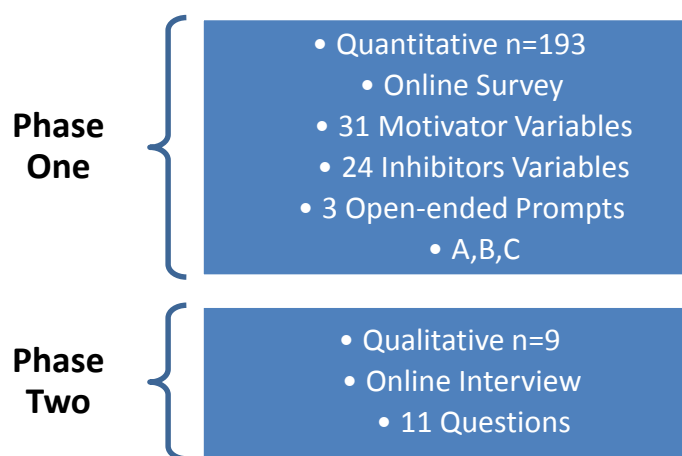 Phase
One
• Quantitative n=193
• Online Survey
• 31 Motivator Variables
• 24 Inhibitors Variables
• 3 Open-ended Prompts
• A,B,C
Phase
Two
• Qualitative n=9
• Online Interview
• 11 Questions